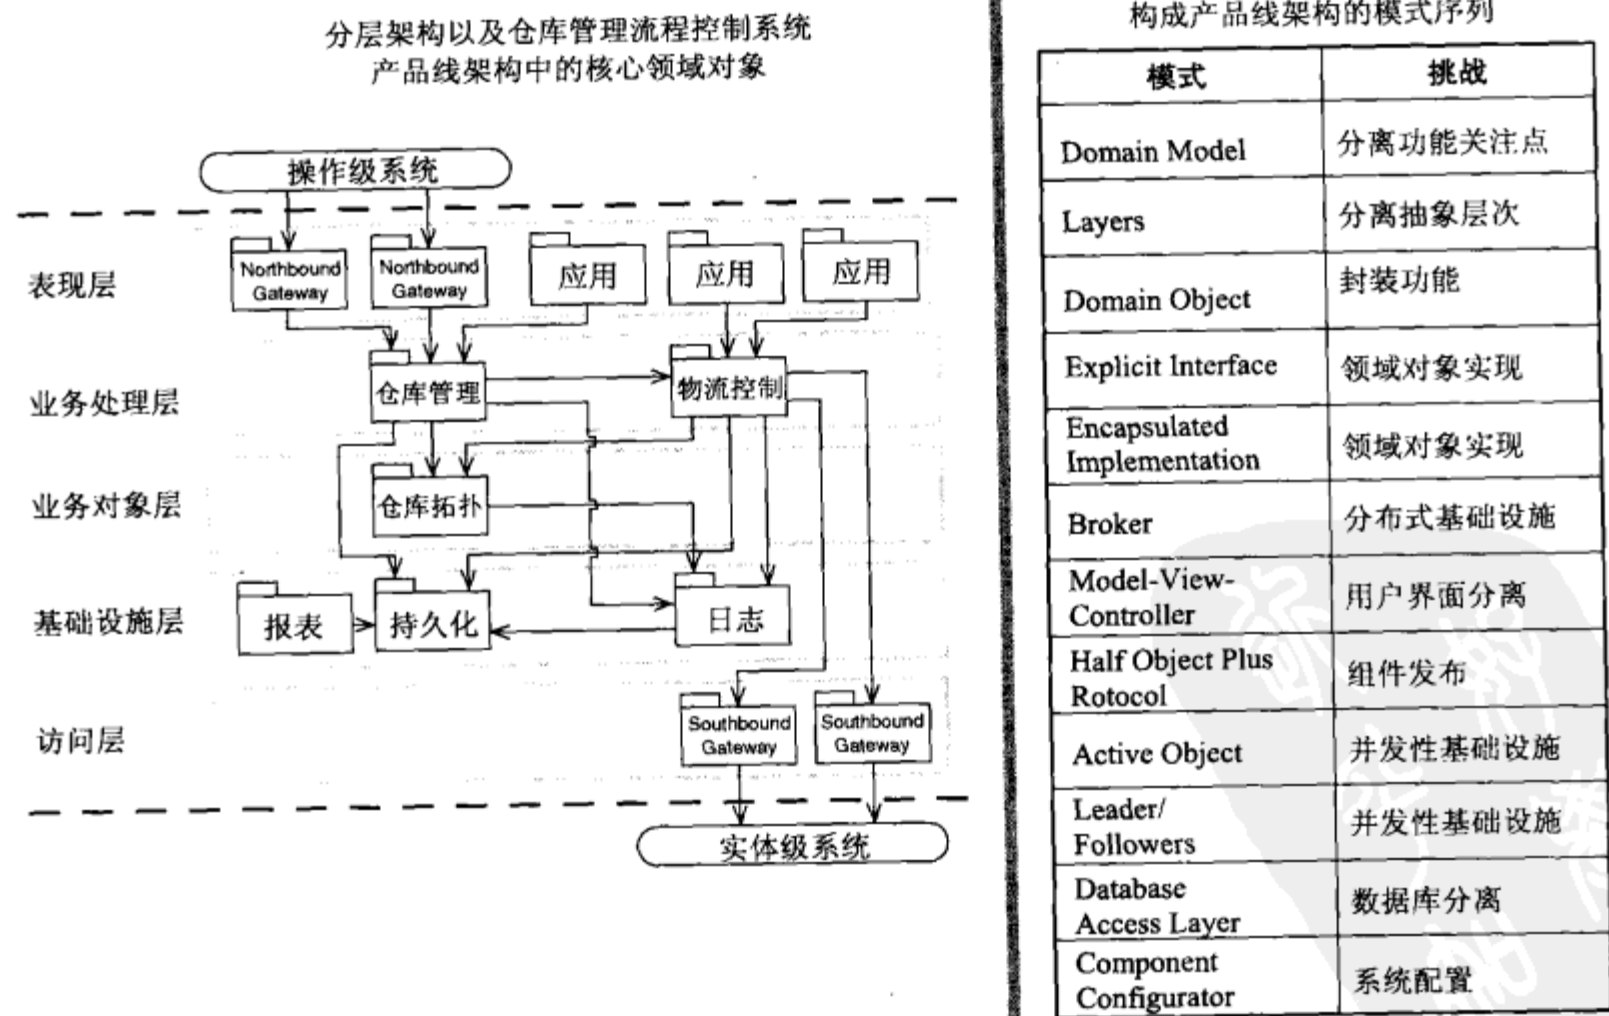 分层架构以及仓库管理流程控制系统
产品线架构中的核心领域对象
操作级系统
表现层
Northbound
Gateway
Northbound
Gateway
应用
应用
应用
业务处理层
仓库管理
物流控制
业务对象层
仓库拓扑
基础设施层
报表
持久化
日志
访问层
Southbound
Gateway
Southbound
Gateway
实体级系统
构成产品线架构的模式序列
模式
挑战
Domain Model
分离功能关注点
Layers
分离抽象层次
Domain Object
封装功能
Explicit Interface
领域对象实现
Encapsulated
Implementation
领域对象实现
Broker
分布式基础设施
Model-View-
Controller
用户界面分离
Half Object Plus
Rotocol
组件发布
Active Object
并发性基础设施
Leader/
Followers
并发性基础设施
Database
Access Layer
数据库分离
Component
Configurator
系统配置